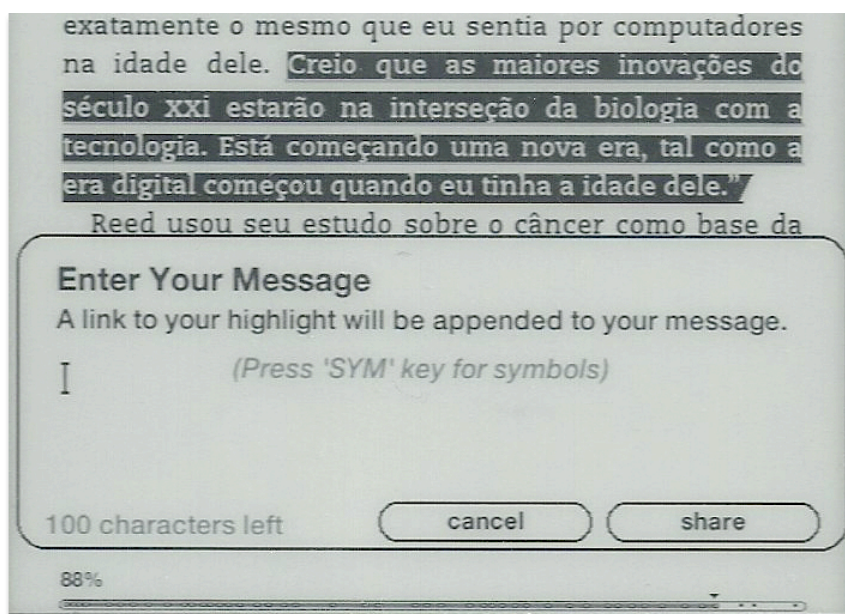 exatamente o mesmo que eu sentia por computadores
na idade dele. Creio que as maiores inovações do
século XXI estarão na interseção da biologia com a
tecnologia. Está começando uma nova era, tal como a
era digital começou quando eu tinha a idade dele.”
Reed usou seu estudo sobre o câncer como base da
Enter Your Message
A link to your highlight will be appended to your message.
(Press 'SYM' key for symbols)
100 characters left
cancel
share
88%